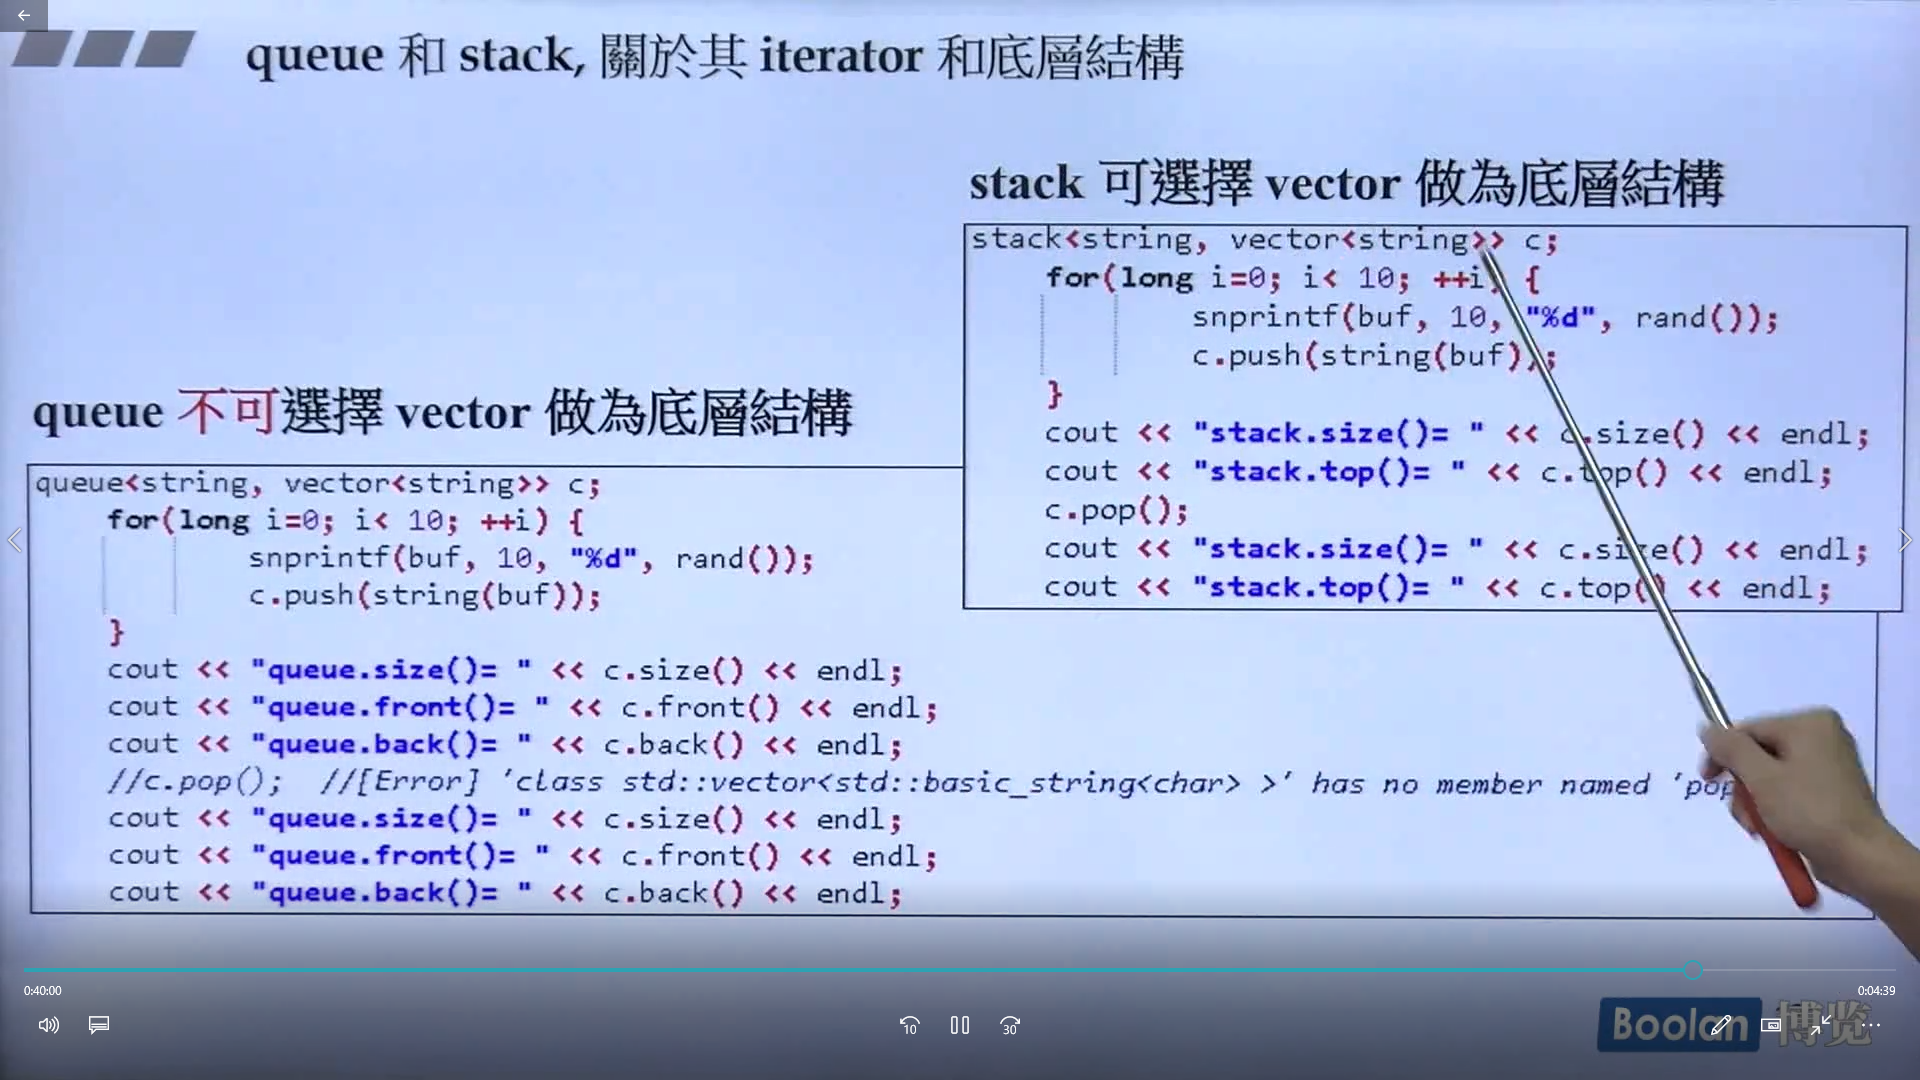 queue 和 stack, 關於其 iterator 和底層結構
stack 可選擇 vector 做為底層結構
stack<string, vector<string>> c;
for(long i=0; i< 10; ++i) {
snprintf(buf, 10, "%d", rand());
c.push(string(buf));
}
cout << "stack.size()= " << c.size() << endl;
cout << "stack.top()= " << c.top() << endl;
c.pop();
cout << "stack.size()= " << c.size() << endl;
cout << "stack.top()= " << c.top() << endl;
queue 不可選擇 vector 做為底層結構
queue<string, vector<string>> c;
for(long i=0; i< 10; ++i) {
snprintf(buf, 10, "%d", rand());
c.push(string(buf));
}
cout << "queue.size()= " << c.size() << endl;
cout << "queue.front()= " << c.front() << endl;
cout << "queue.back()= " << c.back() << endl;
//c.pop(); //[Error] 'class std::vector<std::basic_string<char> >' has no member named 'pop
cout << "queue.size()= " << c.size() << endl;
cout << "queue.front()= " << c.front() << endl;
cout << "queue.back()= " << c.back() << endl;
0:40:00
0:04:39
10
30
Boolan 博览